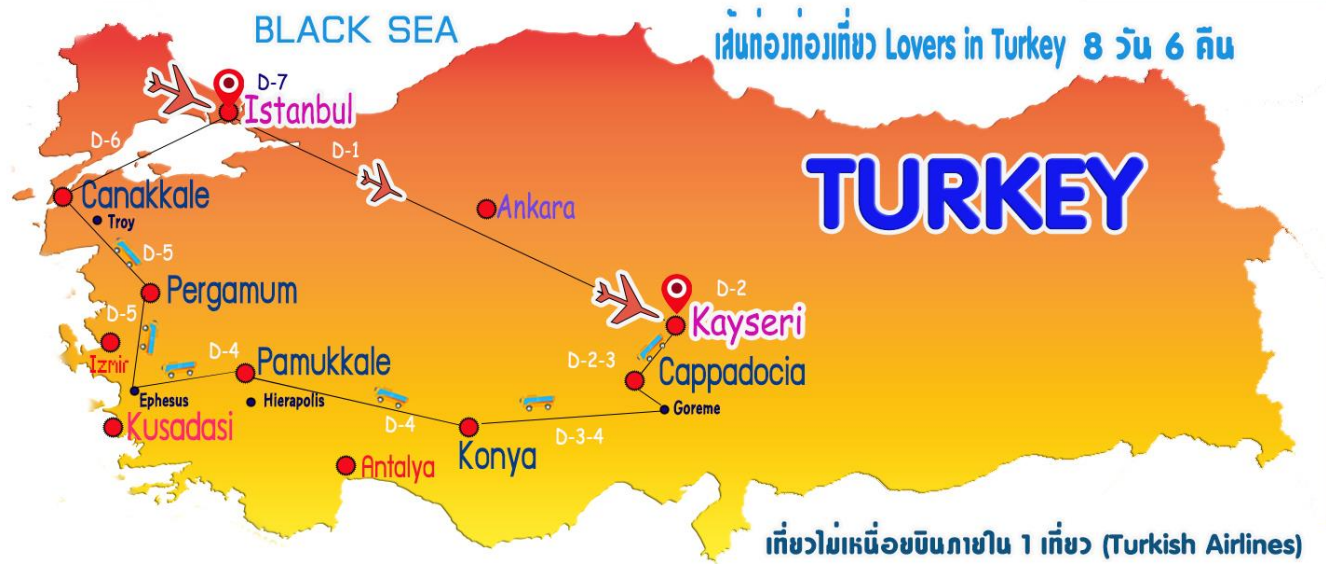 BLACK SEA
เส้นท่องท่องเที่ยว Lovers in Turkey 8 วัน 6 คืน
D-7
Istanbul
D-6
D-1
TURKEY
Canakkale
Troy
Ankara
D-5
Pergamum
D-2
Kayseri
D-5
Izmir
D-4
Pamukkale
D-2-3
Cappadocia
Ephesus
Hierapolis
Goreme
Kusadasi
D-4
D-3-4
Konya
Antalya
เที่ยวไม่เหนื่อยบินภายใน 1 เที่ยว (Turkish Airlines)